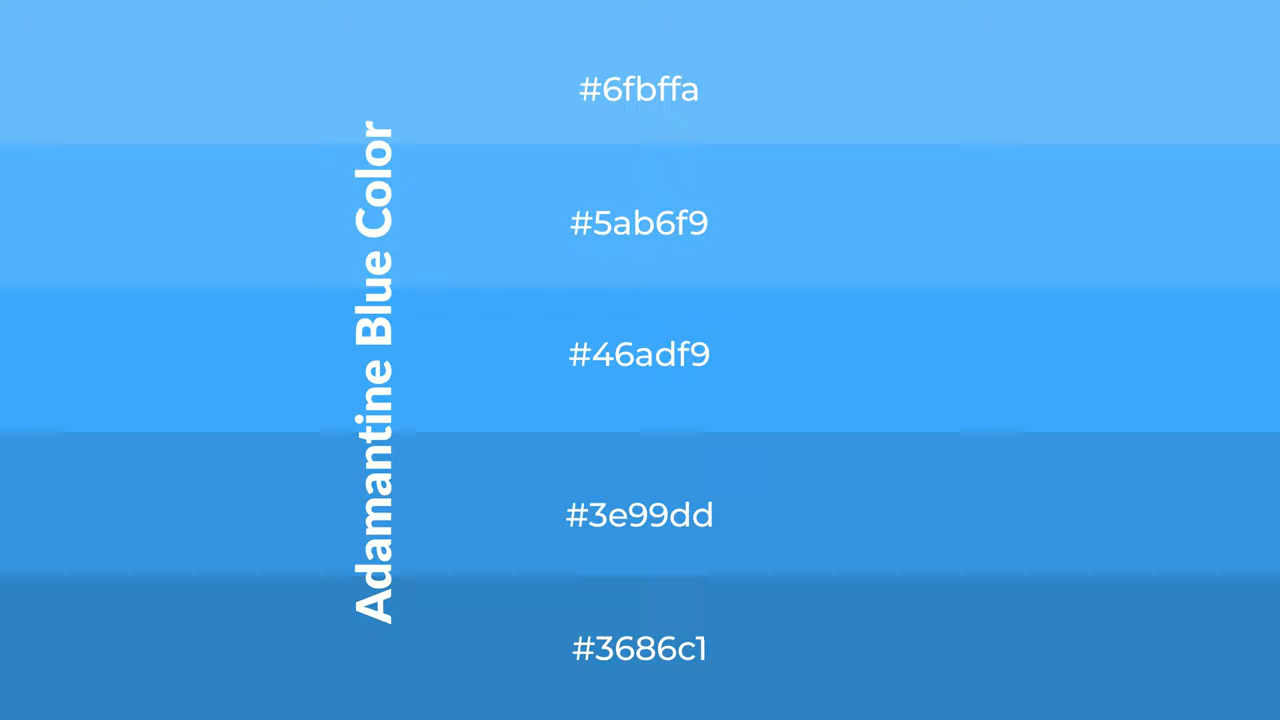 Adamantine Blue Color
#6fbffa
#5ab6f9
#46adf9
#3e99dd
#3686c1